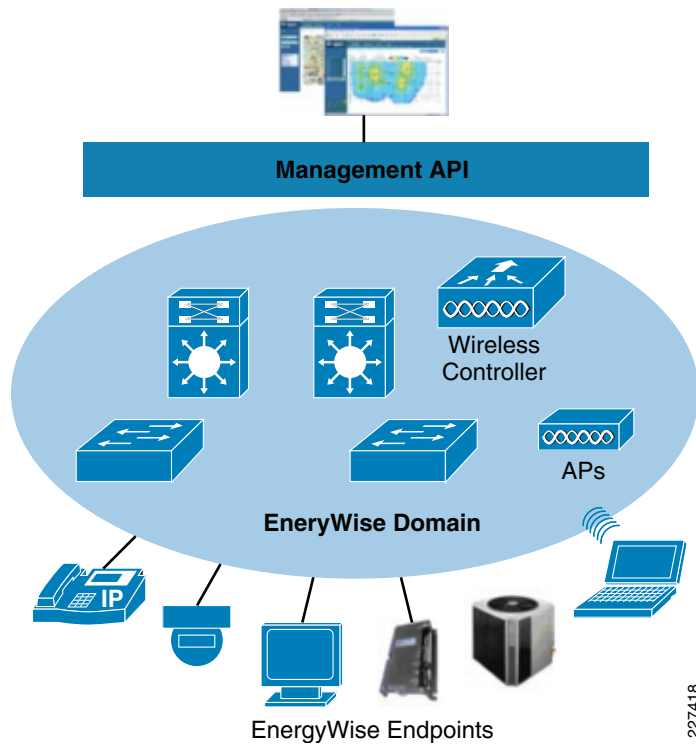 Management API
Wireless
Controller
APs
EneryWise Domain
IP
EnergyWise Endpoints
227418